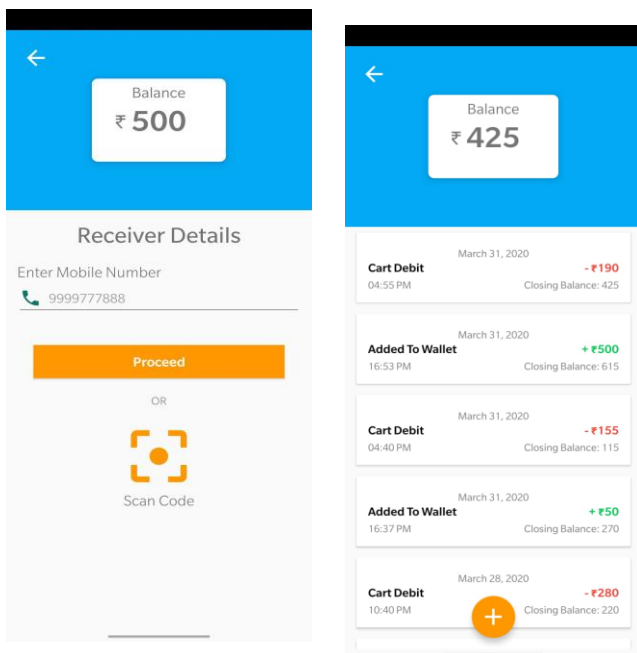 Balance
₹ 500
Receiver Details
Enter Mobile Number
9999777888
Proceed
OR
Scan Code
Balance
₹ 425
March 31, 2020
Cart Debit - ₹190
04:55 PM Closing Balance: 425
March 31, 2020
Added To Wallet + ₹500
16:53 PM Closing Balance: 615
March 31, 2020
Cart Debit - ₹155
04:40 PM Closing Balance: 115
March 31, 2020
Added To Wallet + ₹50
16:37 PM Closing Balance: 270
March 28, 2020
Cart Debit - ₹280
10:40 PM Closing Balance: 220